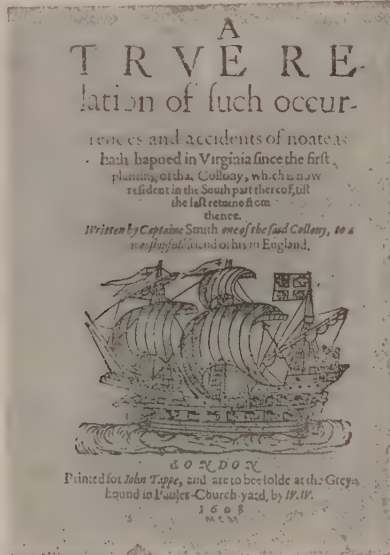 A
TRVE RE-
lation of such occur-
rences and accidents of noate as
hath hapned in Virginia since the first
planting of that Collony, which is now
resident in the South part thereof, till
the last returne from
thence.
Written by Captaine Smith one of the said Collony, to a
worshipfull friend of his in England.
LONDON
Printed for Iohn Tappe, and are to bee solde at the Grey-
hound in Paules-Church-yard, by W.W.
1608